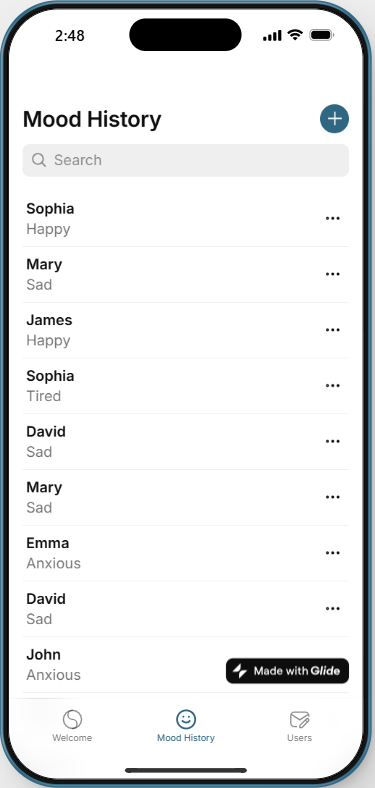 2:48
Mood History
Search
Sophia
Happy
Mary
Sad
James
Happy
Sophia
Tired
David
Sad
Mary
Sad
Emma
Anxious
David
Sad
John
Anxious
Made with Glide
Welcome
Mood History
Users